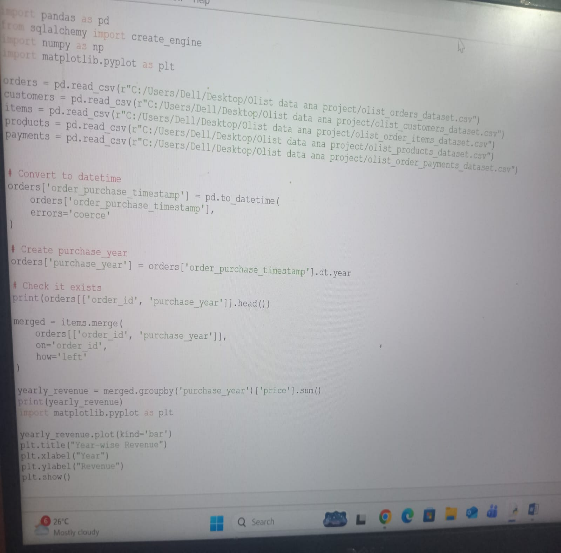 Help
import pandas as pd
from sqlalchemy import create_engine
import numpy as np
import matplotlib.pyplot as plt
orders = pd.read_csv(r"C:/Users/Dell/Desktop/Olist data ana project/olist_orders_dataset.csv")
customers = pd.read_csv(r"C:/Users/Dell/Desktop/Olist data ana project/olist_customers_dataset.csv")
items = pd.read_csv(r"C:/Users/Dell/Desktop/Olist data ana project/olist_order_items_dataset.csv")
products = pd.read_csv(r"C:/Users/Dell/Desktop/Olist data ana project/olist_products_dataset.csv")
payments = pd.read_csv(r"C:/Users/Dell/Desktop/Olist data ana project/olist_order_payments_dataset.csv")
# Convert to datetime
orders['order_purchase_timestamp'] = pd.to_datetime(
orders['order_purchase_timestamp'],
errors='coerce'
)
# Create purchase_year
orders['purchase_year'] = orders['order_purchase_timestamp'].dt.year
# Check it exists
print(orders[['order_id', 'purchase_year']].head())
merged = items.merge(
orders[['order_id', 'purchase_year']],
on='order_id',
how='left'
)
yearly_revenue = merged.groupby('purchase_year')['price'].sum()
print(yearly_revenue)
import matplotlib.pyplot as plt
yearly_revenue.plot(kind='bar')
plt.title("Year-wise Revenue")
plt.xlabel("Year")
plt.ylabel("Revenue")
plt.show()
26°C
Mostly cloudy
Search